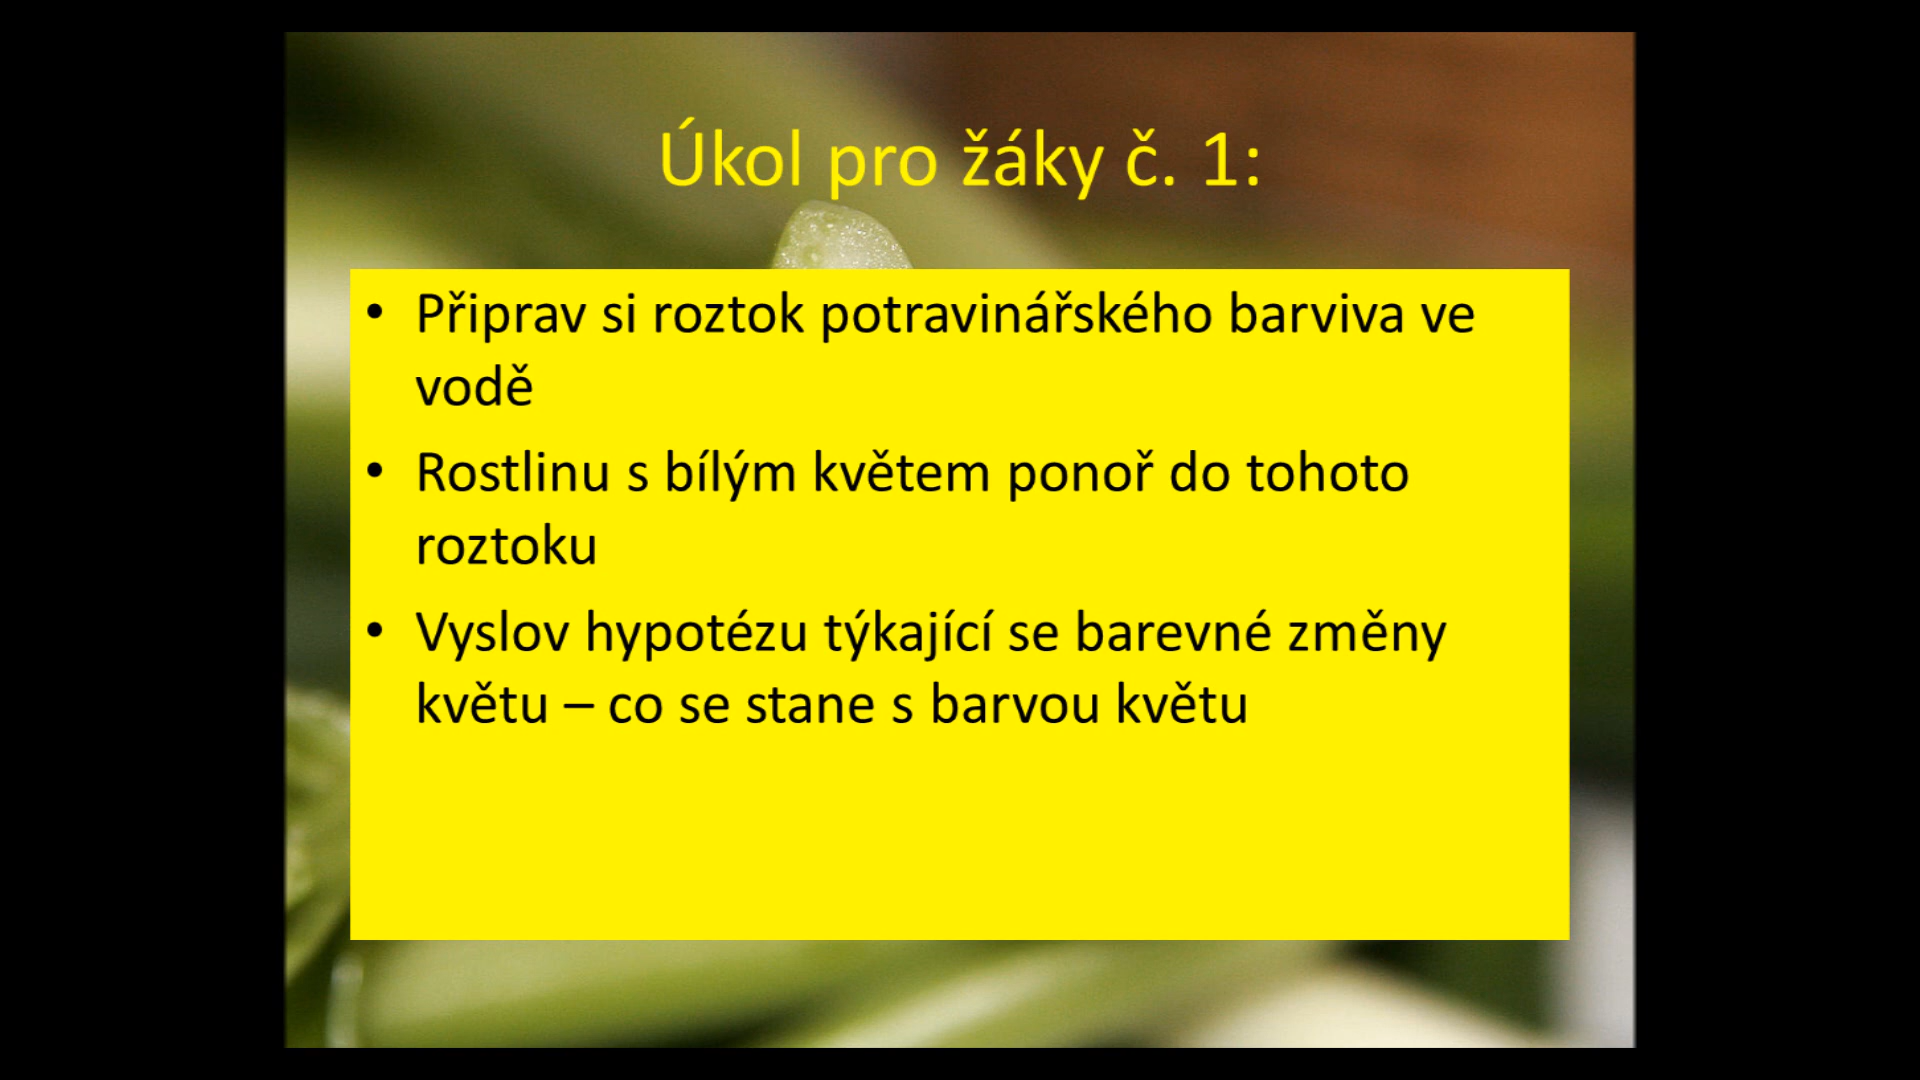 Úkol pro žáky č. 1:
• Připrav si roztok potravinářského barviva ve
vodě
• Rostlinu s bílým květem ponoř do tohoto
roztoku
• Vyslov hypotézu týkající se barevné změny
květu – co se stane s barvou květu